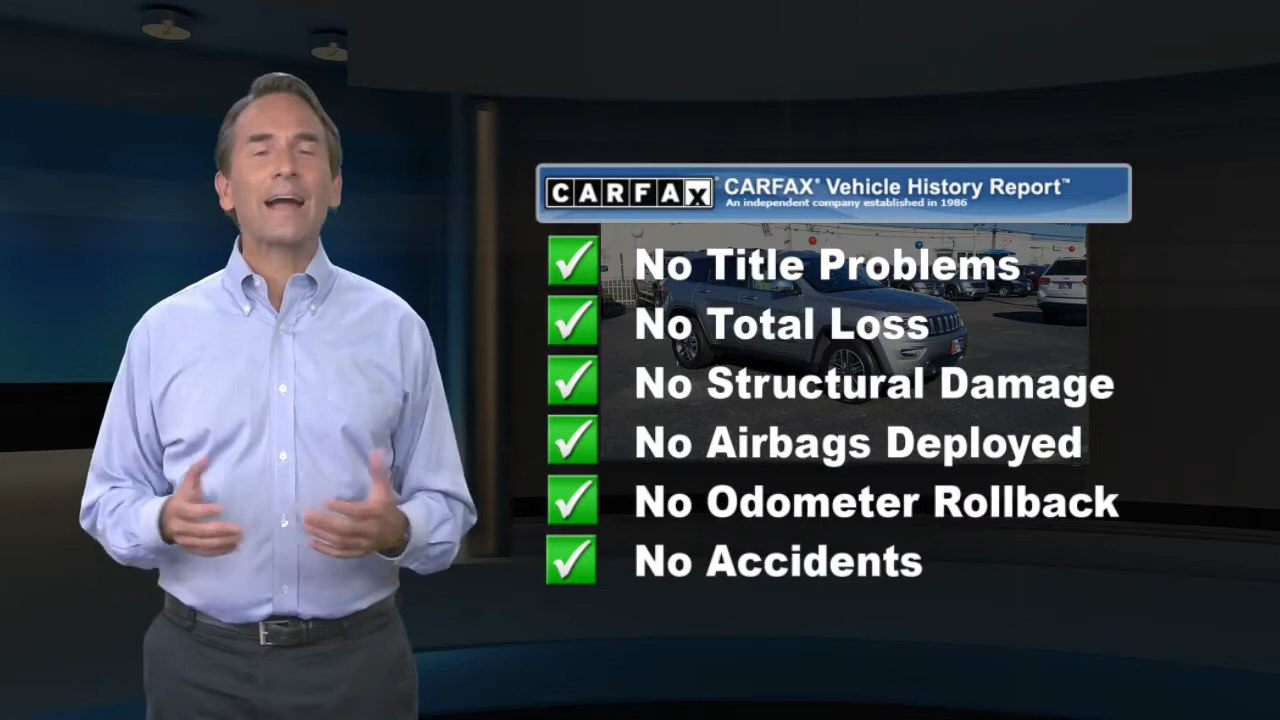 CARFAX® CARFAX® Vehicle History Report™
An independent company established in 1986
No Title Problems
No Total Loss
No Structural Damage
No Airbags Deployed
No Odometer Rollback
No Accidents